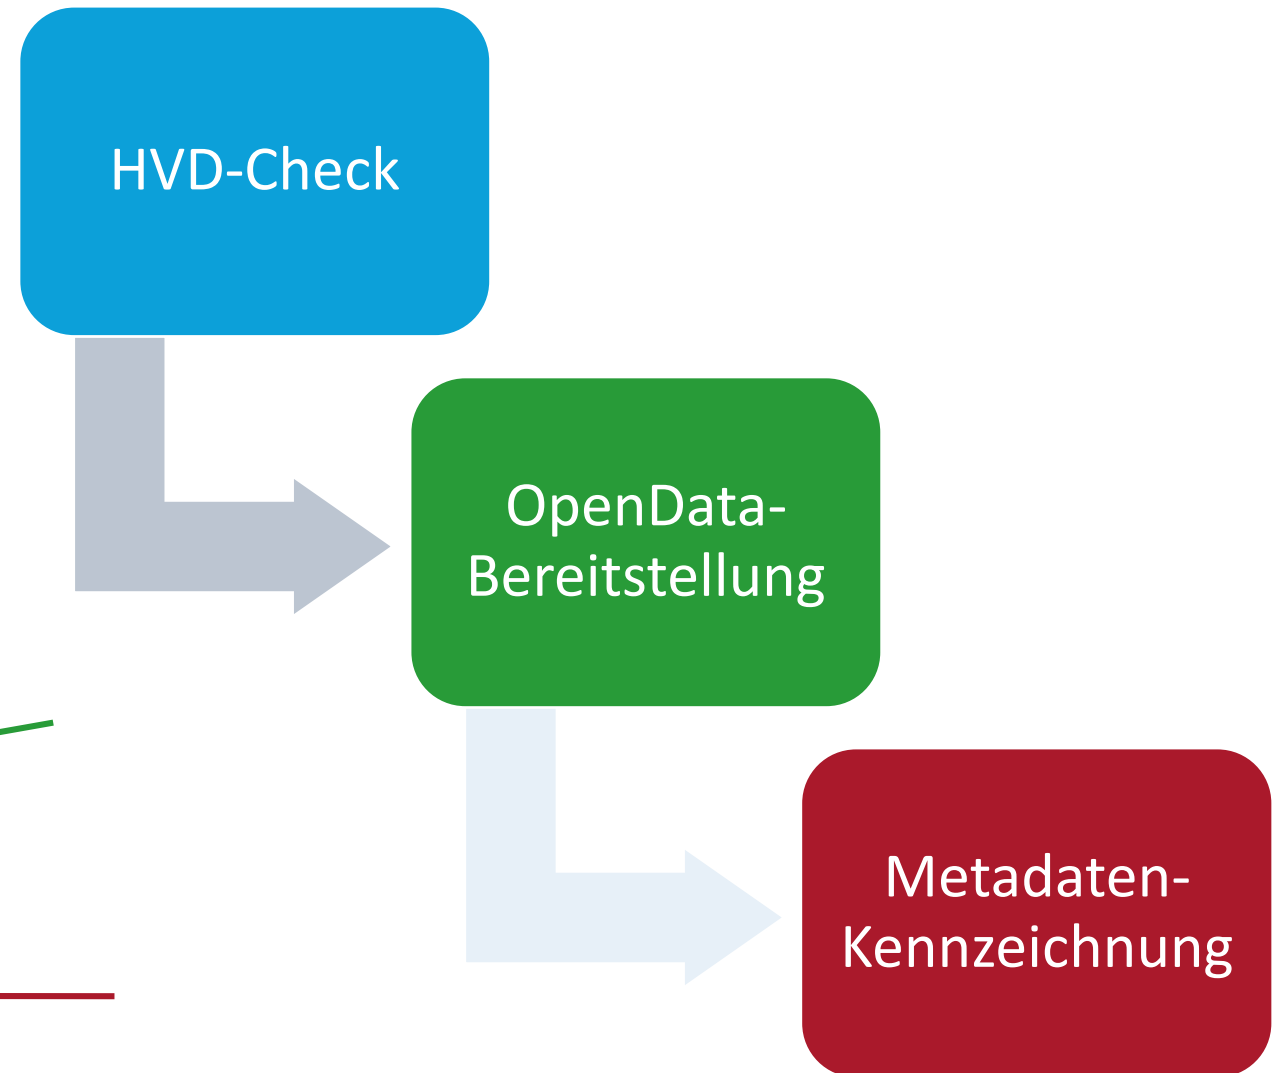 HVD-Check
OpenData-
Bereitstellung
Metadaten-
Kennzeichnung